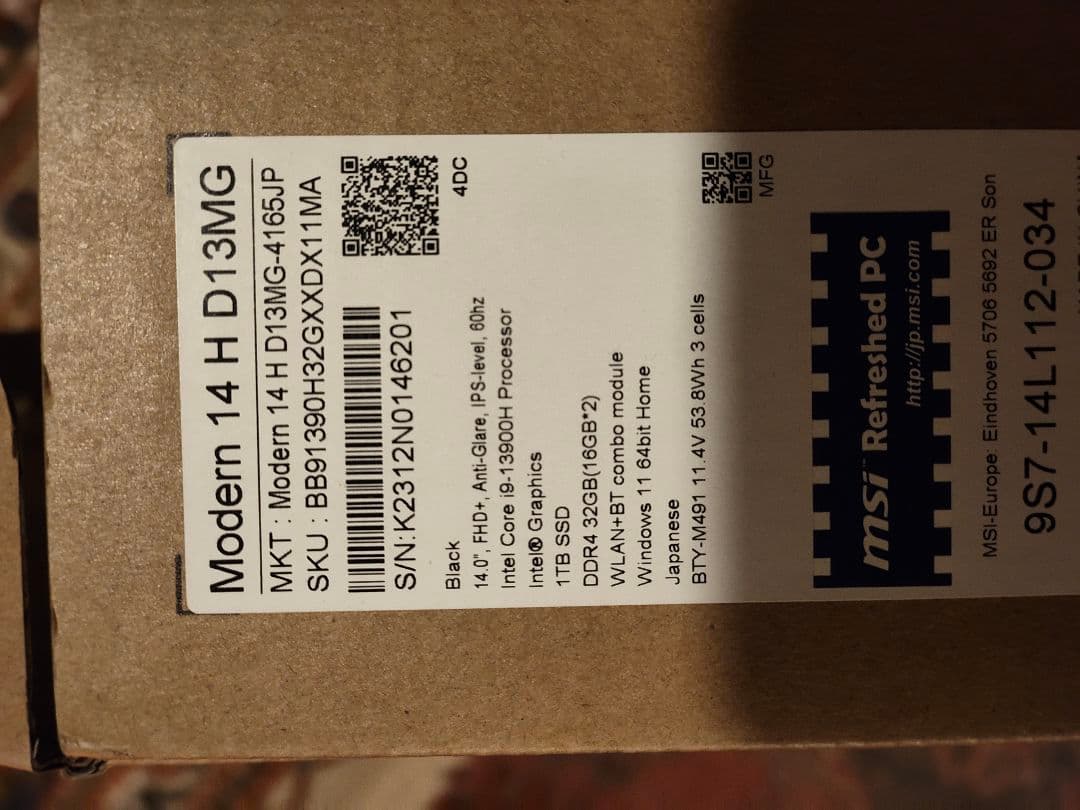 Modern 14 H D13MG
MKT : Modern 14 H D13MG-4165JP
SKU : BB91390H32GXXDX11MA
S/N:K2312N0146201
4DC
Black
14.0", FHD+, Anti-Glare, IPS-level, 60hz
Intel Core i9-13900H Processor
Intel® Graphics
1TB SSD
DDR4 32GB(16GB*2)
WLAN+BT combo module
Windows 11 64bit Home
Japanese
BTY-M491 11.4V 53.8Wh 3 cells
MFG
msi Refreshed PC
http://jp.msi.com
MSI-Europe: Eindhoven 5706 5692 ER Son
9S7-14L112-034